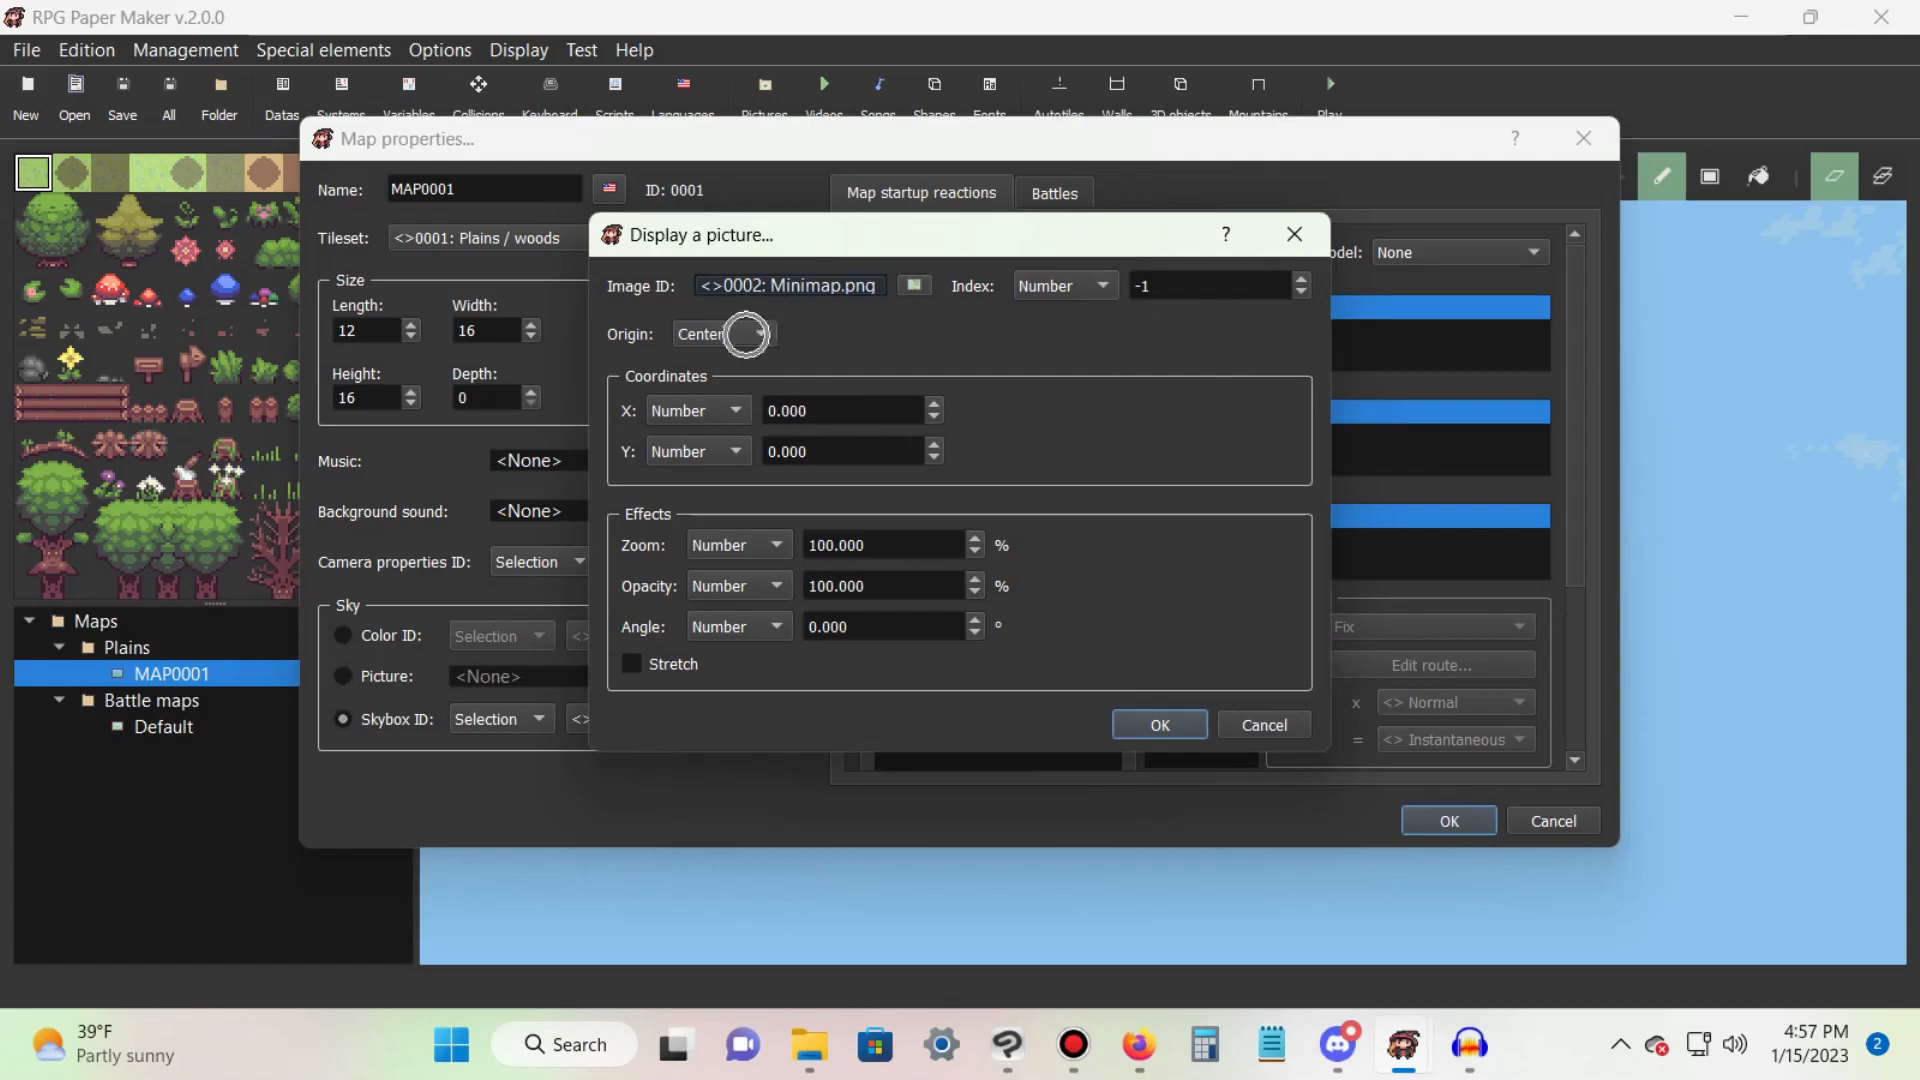 RPG Paper Maker v.2.0.0
File Edition Management Special elements Options Display Test Help
New Open Save All Folder Datas Systems Variables Collisions Keyboard Scripts Languages Pictures Videos Songs Shapes Fonts Autotiles Walls 3D objects Mountains Play
Map properties... ?
Name: MAP0001 ID: 0001 Map startup reactions Battles
Tileset: <>0001: Plains / woods
Display a picture... ?
odel: None
Size
Length: Width:
12 16
Height: Depth:
16 0
Image ID: <>0002: Minimap.png Index: Number -1
Origin: Center
Coordinates
X: Number 0.000
Y: Number 0.000
Effects
Zoom: Number 100.000 %
Opacity: Number 100.000 %
Angle: Number 0.000 °
Stretch
OK Cancel
Music: <None>
Background sound: <None>
Camera properties ID: Selection
Sky
Color ID: Selection <>
Picture: <None>
Skybox ID: Selection <>
Fix
Edit route...
x <> Normal
= <> Instantaneous
OK Cancel
Maps
Plains
MAP0001
Battle maps
Default
39°F
Partly sunny
Search
4:57 PM
1/15/2023
2